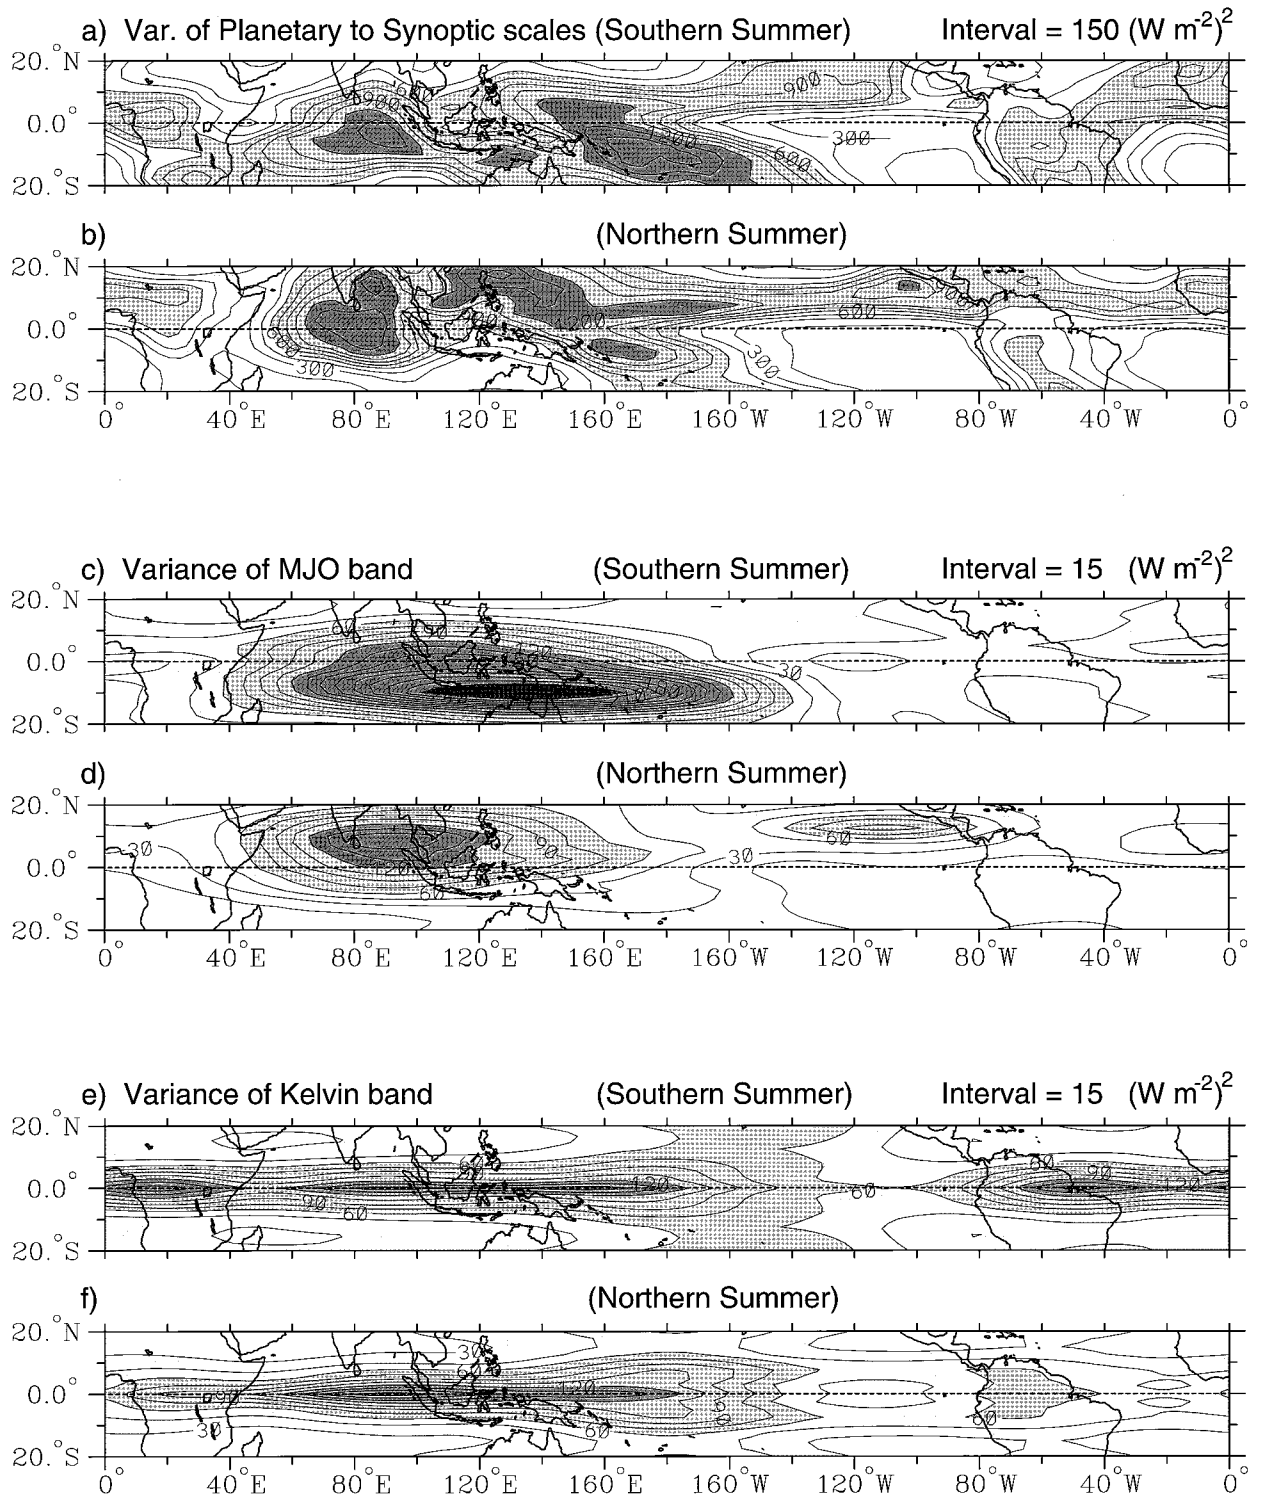 a) Var. of Planetary to Synoptic scales (Southern Summer) Interval = 150 (W m-2)2
20.°N
900 600 900
0.0° 1200 300
600
20.°S
b) (Northern Summer)
20.°N
1200 600
0.0°
600 300 300
20.°S
0° 40°E 80°E 120°E 160°E 160°W 120°W 80°W 40°W 0°
c) Variance of MJO band (Southern Summer) Interval = 15 (W m-2)2
20.°N
60 90
0.0° 30
20.°S
d) (Northern Summer)
20.°N
30 90 60
0.0° 120 30
60
20.°S
0° 40°E 80°E 120°E 160°E 160°W 120°W 80°W 40°W 0°
e) Variance of Kelvin band (Southern Summer) Interval = 15 (W m-2)2
20.°N
60 60 90
0.0° 120 60 120
90 60
20.°S
f) (Northern Summer)
20.°N
30
60
0.0° 90 120
30 60 60 60
20.°S
0° 40°E 80°E 120°E 160°E 160°W 120°W 80°W 40°W 0°